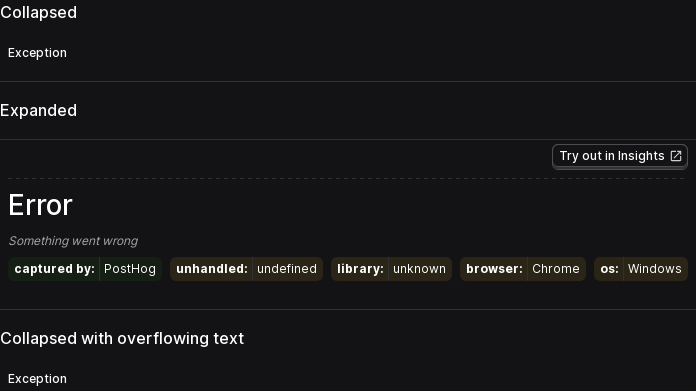 Collapsed
Exception
Expanded
Try out in Insights
Error
Something went wrong
captured by: PostHog unhandled: undefined library: unknown browser: Chrome os: Windows
Collapsed with overflowing text
Exception